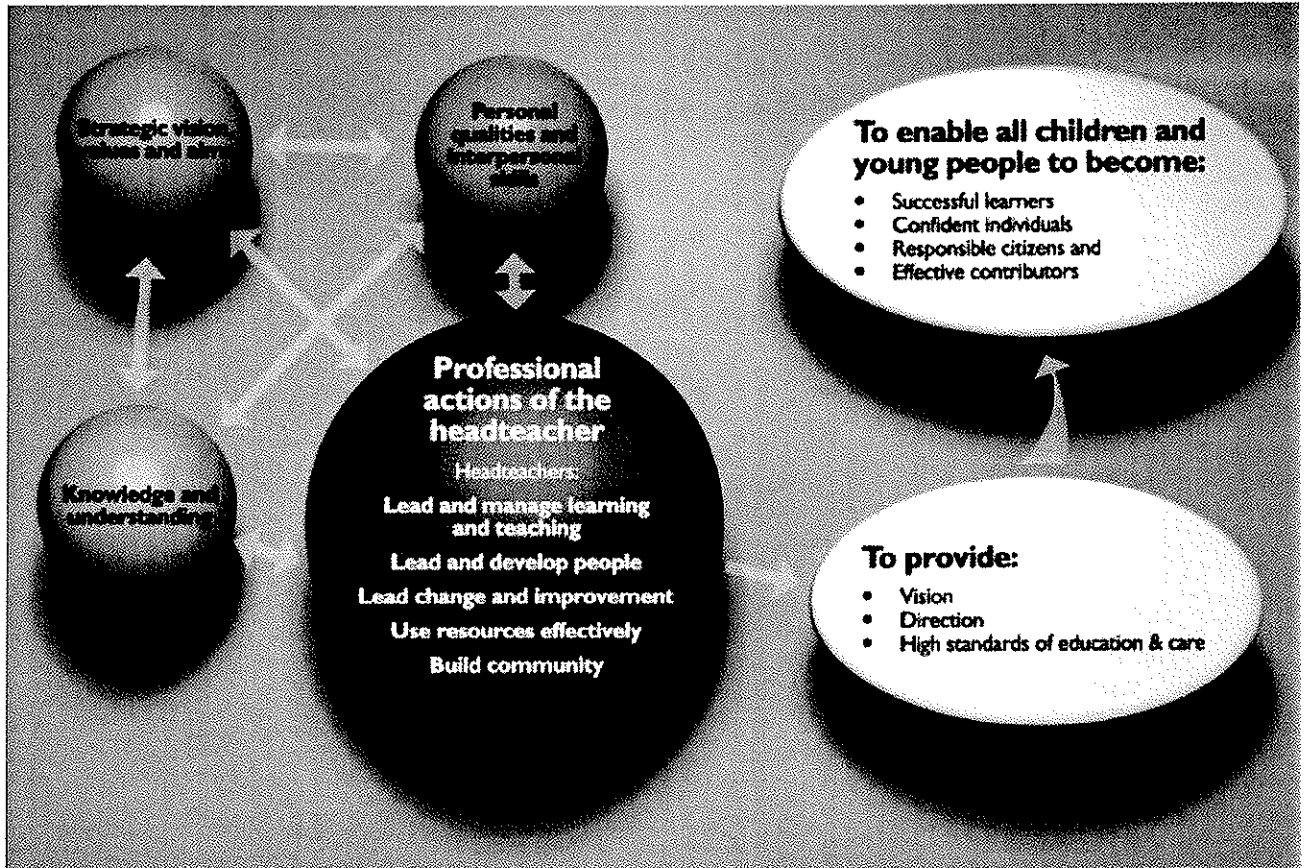 Strategic vision,
values and aims
Personal
qualities and
interpersonal
skills
Knowledge and
understanding
Professional
actions of the
headteacher
Headteachers:
Lead and manage learning
and teaching
Lead and develop people
Lead change and improvement
Use resources effectively
Build community
To enable all children and
young people to become:
• Successful learners
• Confident individuals
• Responsible citizens and
• Effective contributors
To provide:
• Vision
• Direction
• High standards of education & care